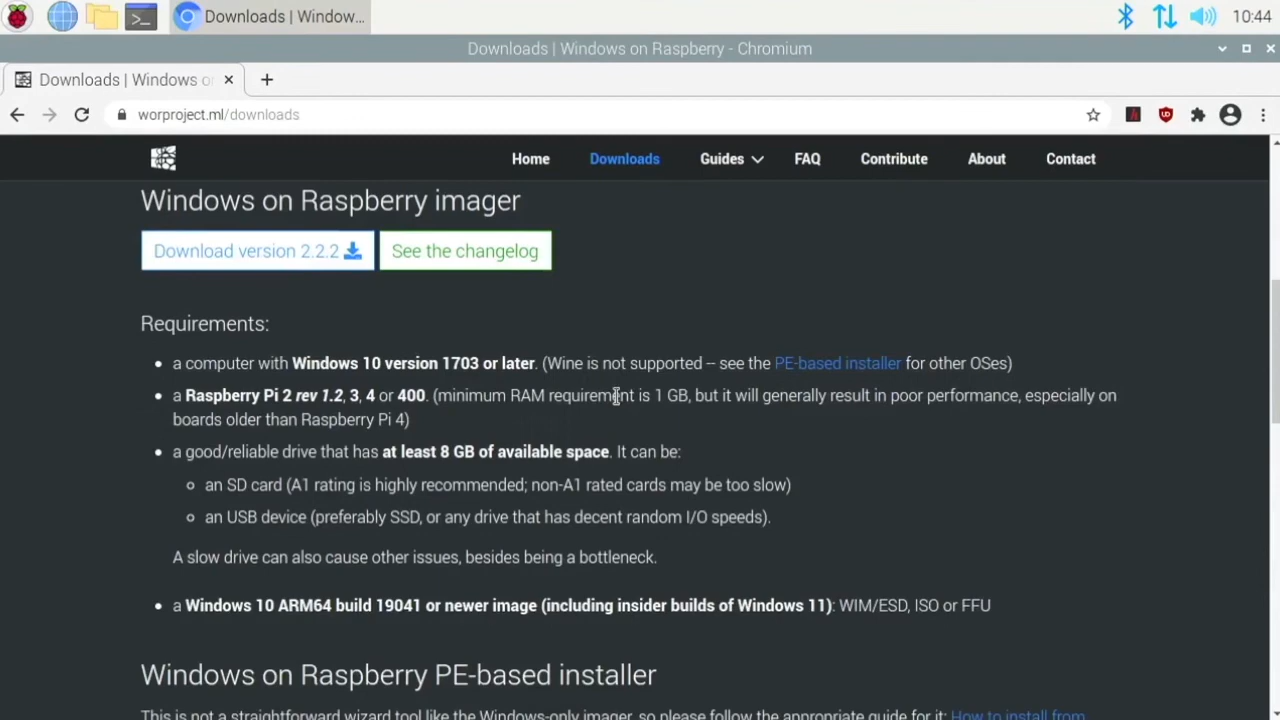 Downloads | Window...
10:44
Downloads | Windows on Raspberry - Chromium
Downloads | Windows o
worproject.ml/downloads
Home Downloads Guides FAQ Contribute About Contact
Windows on Raspberry imager
Download version 2.2.2
See the changelog
Requirements:
a computer with Windows 10 version 1703 or later. (Wine is not supported – see the PE-based installer for other OSes)
a Raspberry Pi 2 rev 1.2, 3, 4 or 400. (minimum RAM requirement is 1 GB, but it will generally result in poor performance, especially on
boards older than Raspberry Pi 4)
a good/reliable drive that has at least 8 GB of available space. It can be:
an SD card (A1 rating is highly recommended; non-A1 rated cards may be too slow)
an USB device (preferably SSD, or any drive that has decent random I/O speeds).
A slow drive can also cause other issues, besides being a bottleneck.
a Windows 10 ARM64 build 19041 or newer image (including insider builds of Windows 11): WIM/ESD, ISO or FFU
Windows on Raspberry PE-based installer
This is not a straightforward wizard tool like the Windows-only imager, so please follow the appropriate guide for it: How to install from